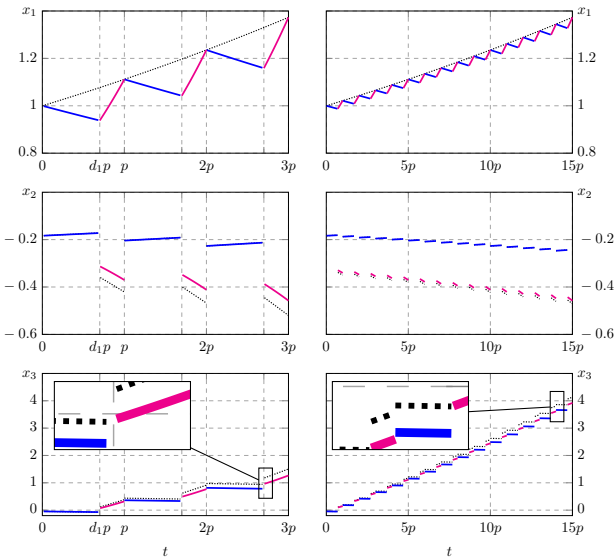 x₁ x₁
1.2 1.2
1 1
0.8 0.8
0 d₁p p 2p 3p 0 5p 10p 15p
x₂ x₂
−0.2 −0.2
−0.4 −0.4
−0.6 −0.6
d₁p p 2p 3p 0 5p 10p 15p
x₃ x₃
4 4
3 3
2 2
1 1
0 0
0 d₁p p 2p 3p 0 5p 10p 15p
t t